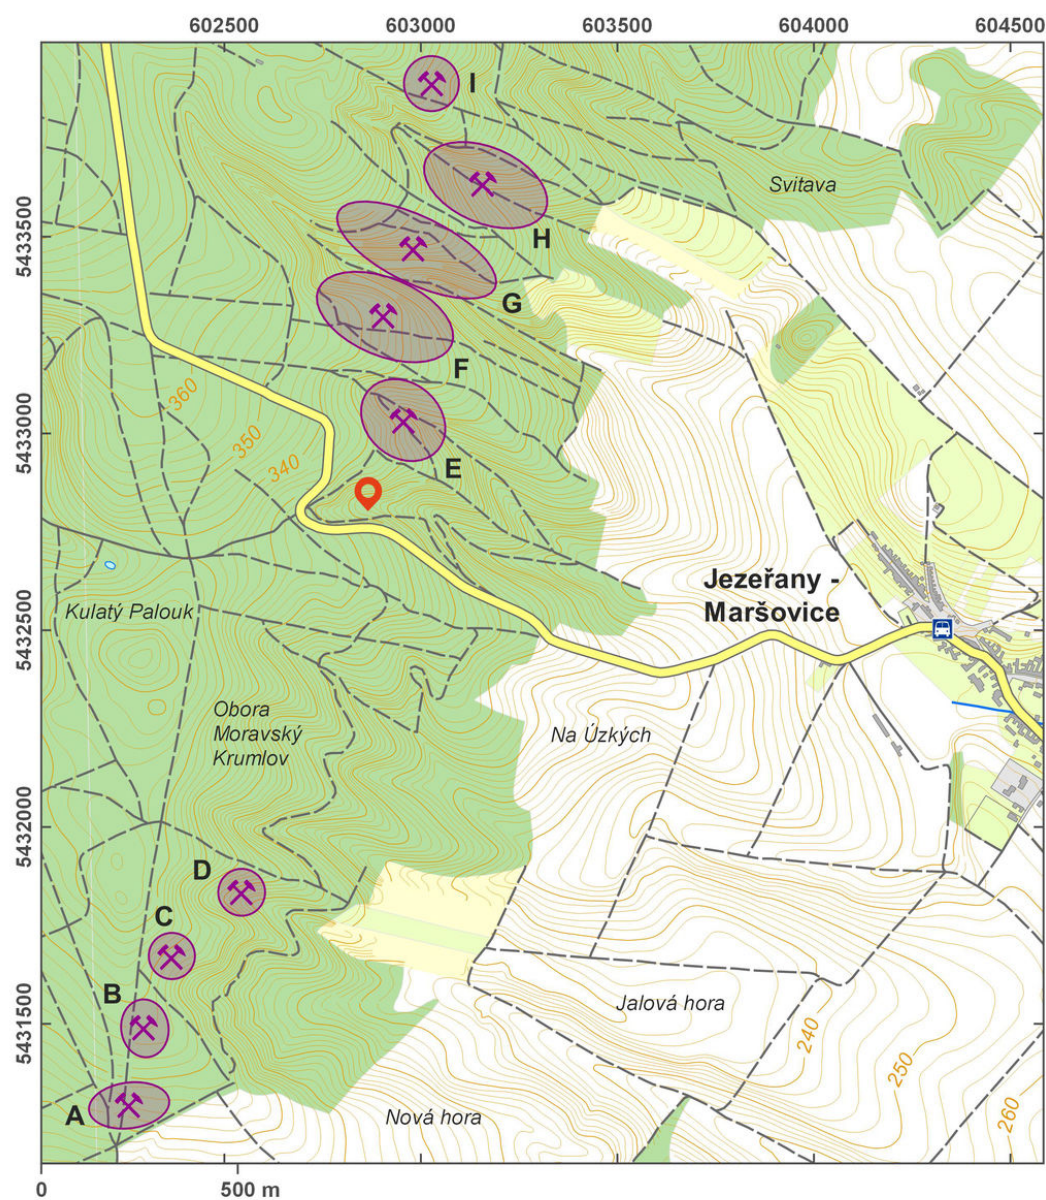 602500
603000
603500
604000
604500
I
Svitava
5433500
H
G
F
360
5433000
350
340
E
Jezeřany -
Maršovice
Kulatý Palouk
5432500
Obora
Moravský
Krumlov
Na Úzkých
5432000
D
C
B
Jalová hora
5431500
240
250
A
Nová hora
260
0
500 m